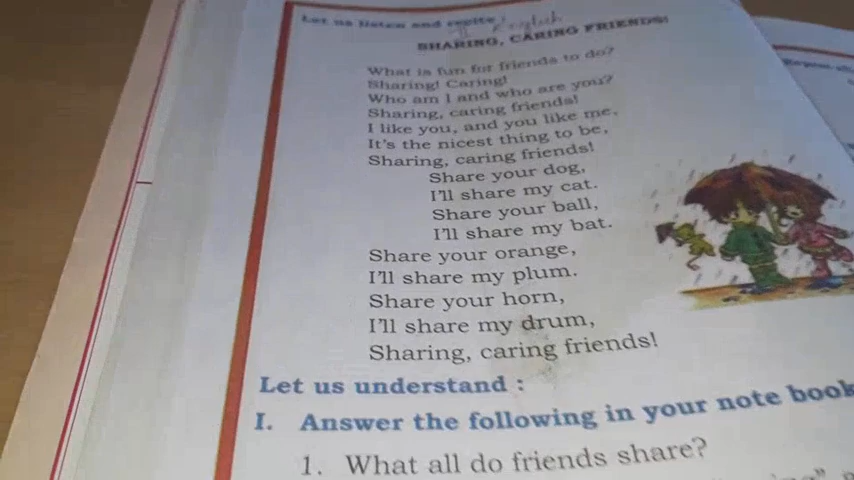 Let us listen and recite :
English
SHARING, CARING FRIENDS!
What is fun for friends to do?
Sharing! Caring!
Who am I and who are you?
Sharing, caring friends!
I like you, and you like me,
It's the nicest thing to be,
Sharing, caring friends!
Share your dog,
I'll share my cat.
Share your ball,
I'll share my bat.
Share your orange,
I'll share my plum.
Share your horn,
I'll share my drum,
Sharing, caring friends!
Let us understand :
I. Answer the following in your note book
1. What all do friends share?